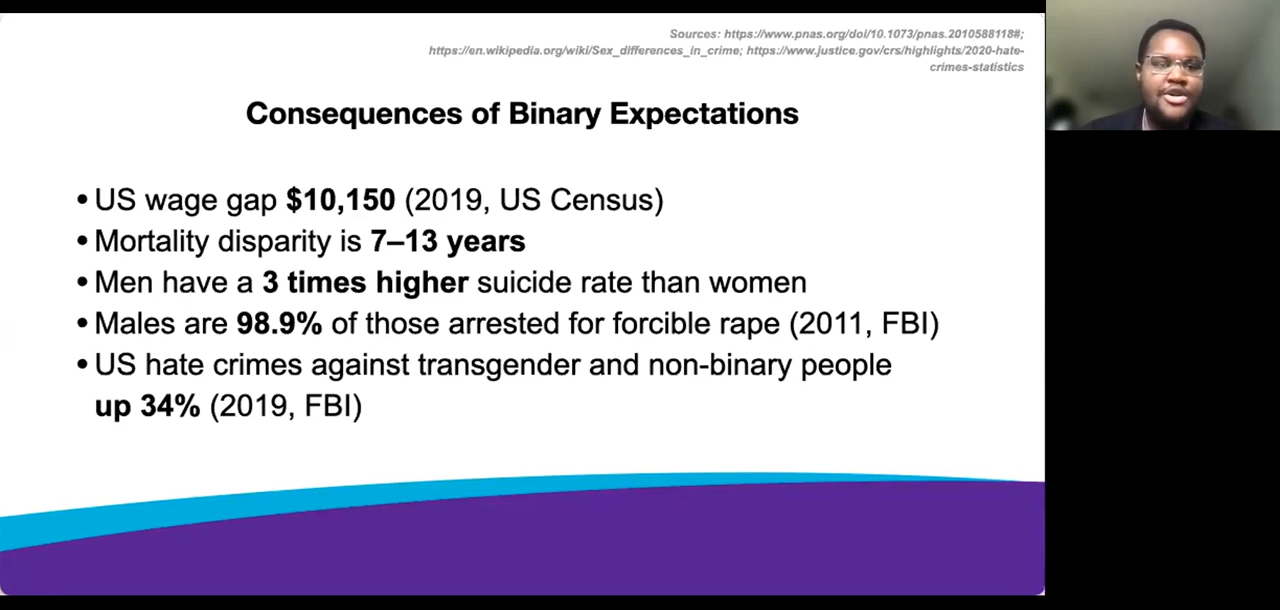 Sources: https://www.pnas.org/doi/10.1073/pnas.2010588118#;
https://en.wikipedia.org/wiki/Sex_differences_in_crime; https://www.justice.gov/crs/highlights/2020-hate-
crimes-statistics
Consequences of Binary Expectations
• US wage gap $10,150 (2019, US Census)
• Mortality disparity is 7–13 years
• Men have a 3 times higher suicide rate than women
• Males are 98.9% of those arrested for forcible rape (2011, FBI)
• US hate crimes against transgender and non-binary people
up 34% (2019, FBI)